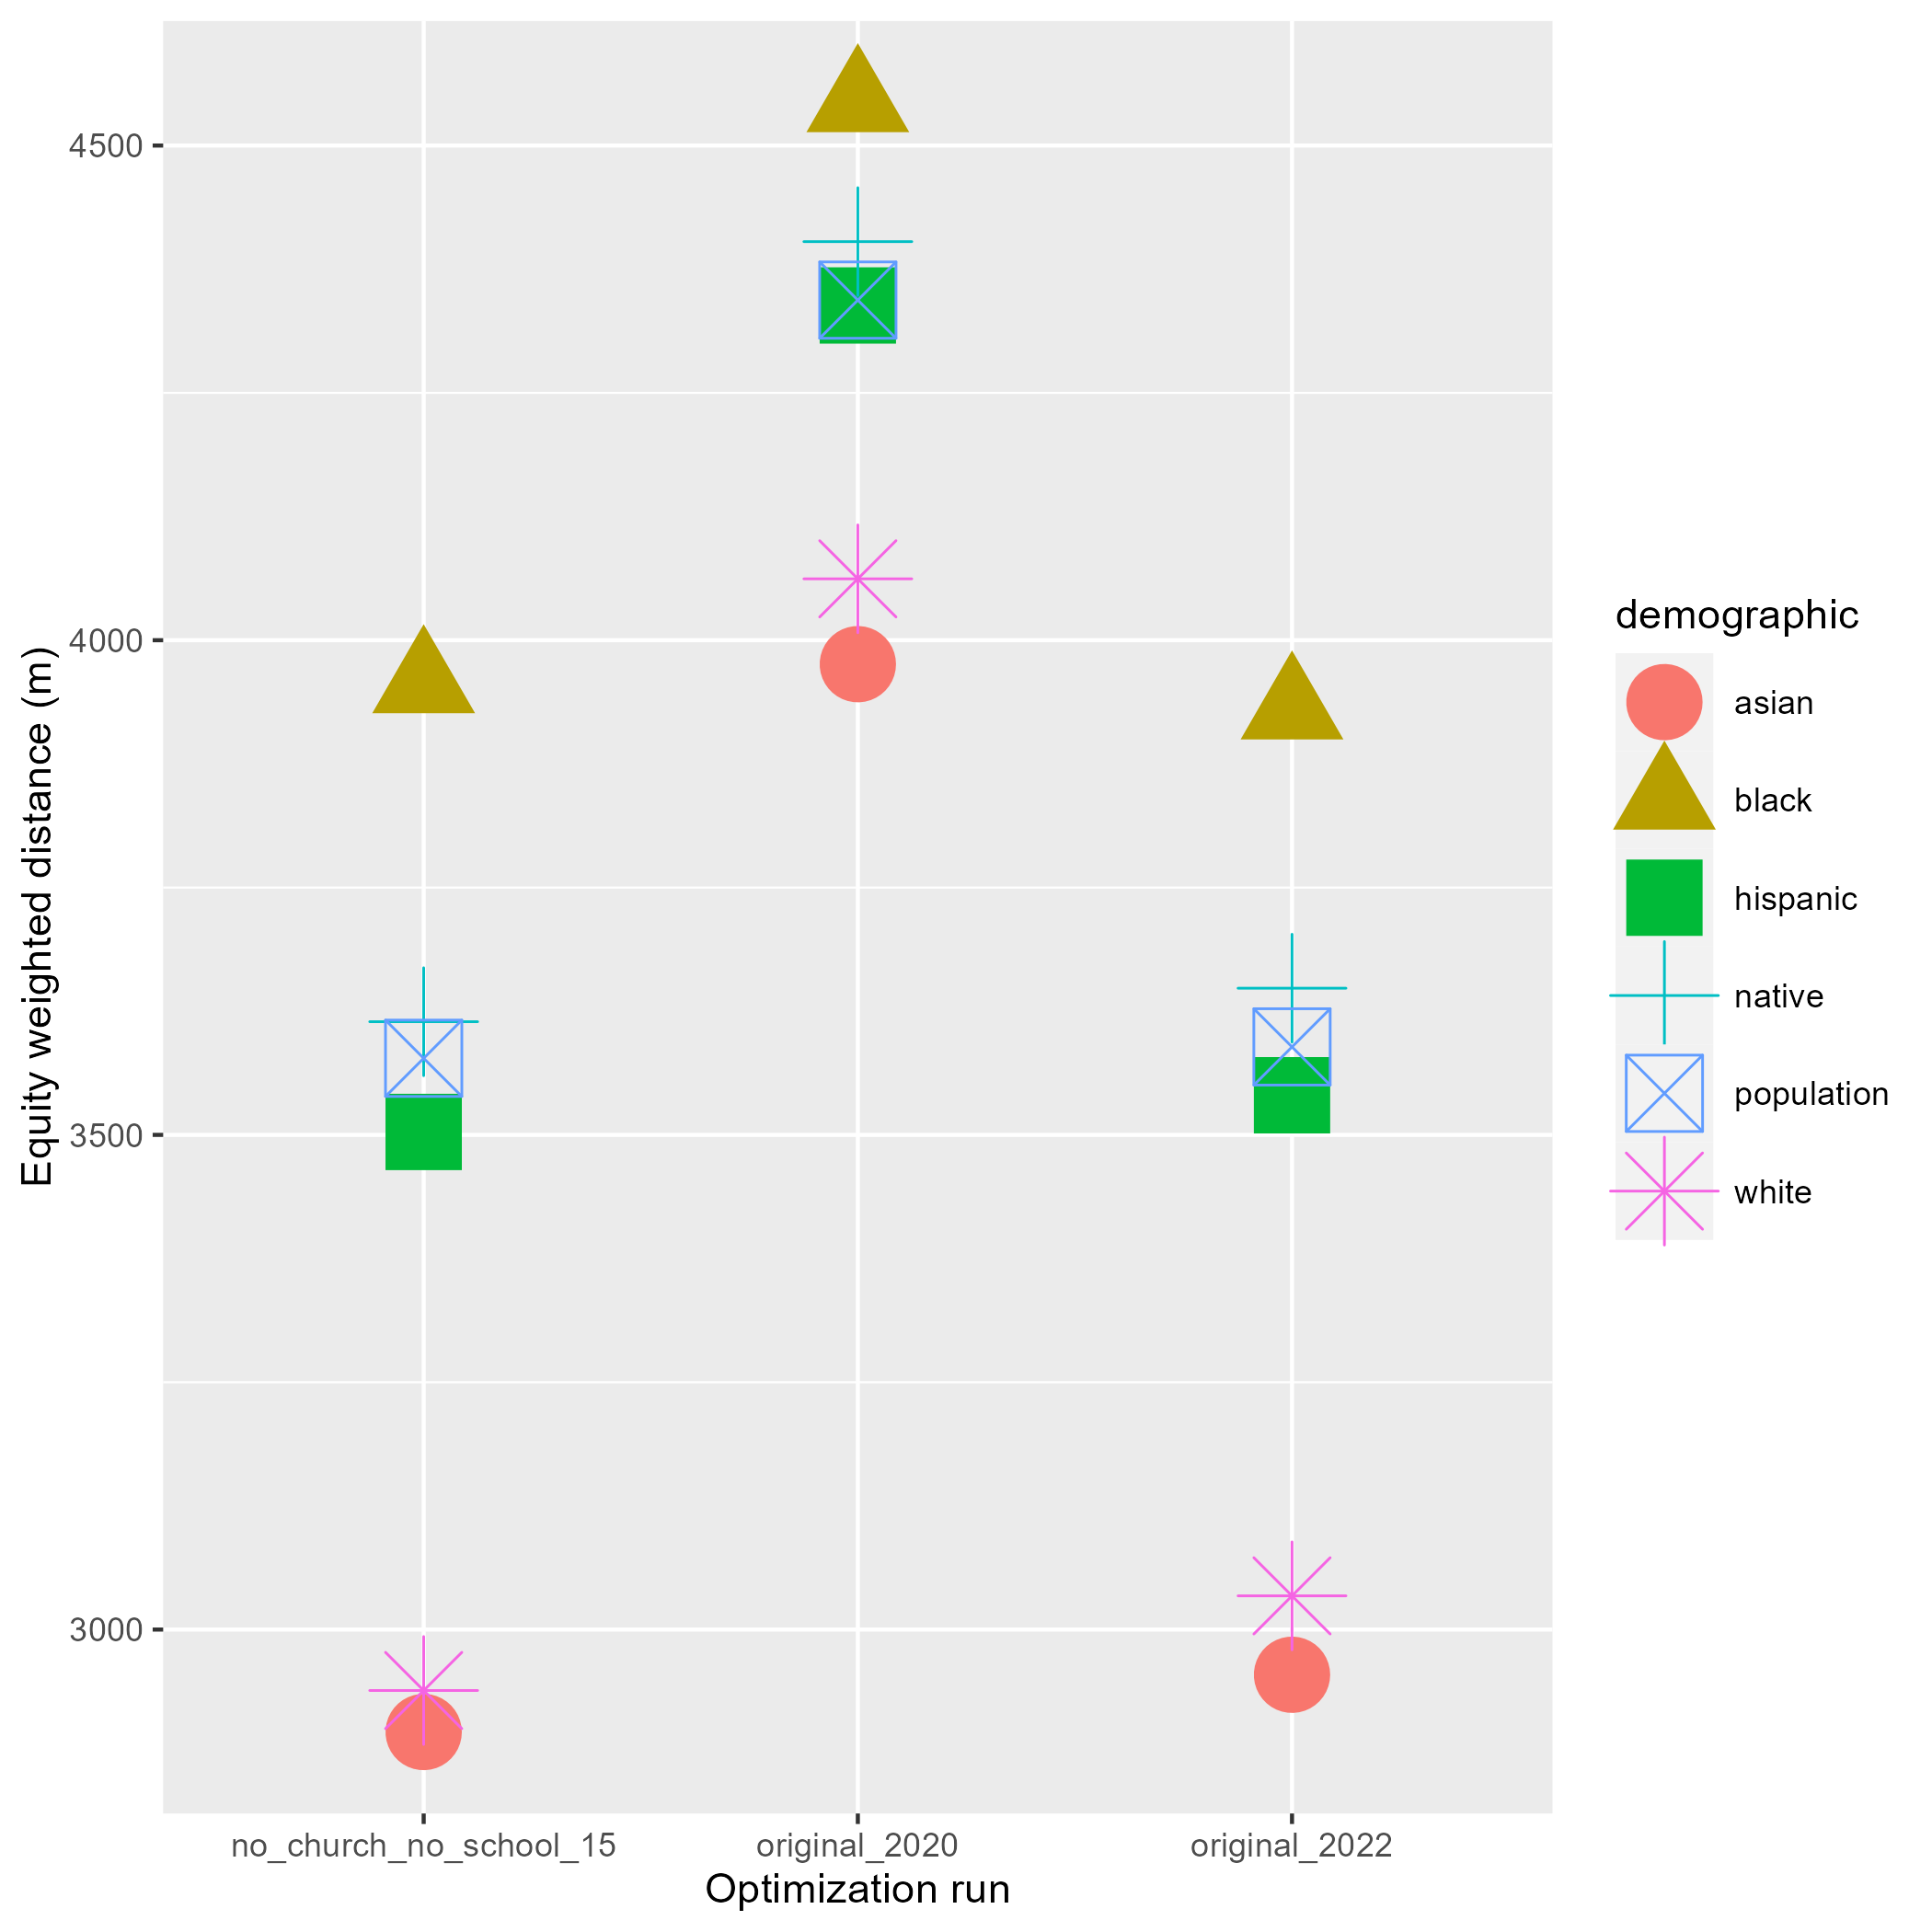 4500
4000
3500
3000
Equity weighted distance (m)
no_church_no_school_15
original_2020
original_2022
Optimization run
demographic
asian
black
hispanic
native
population
white